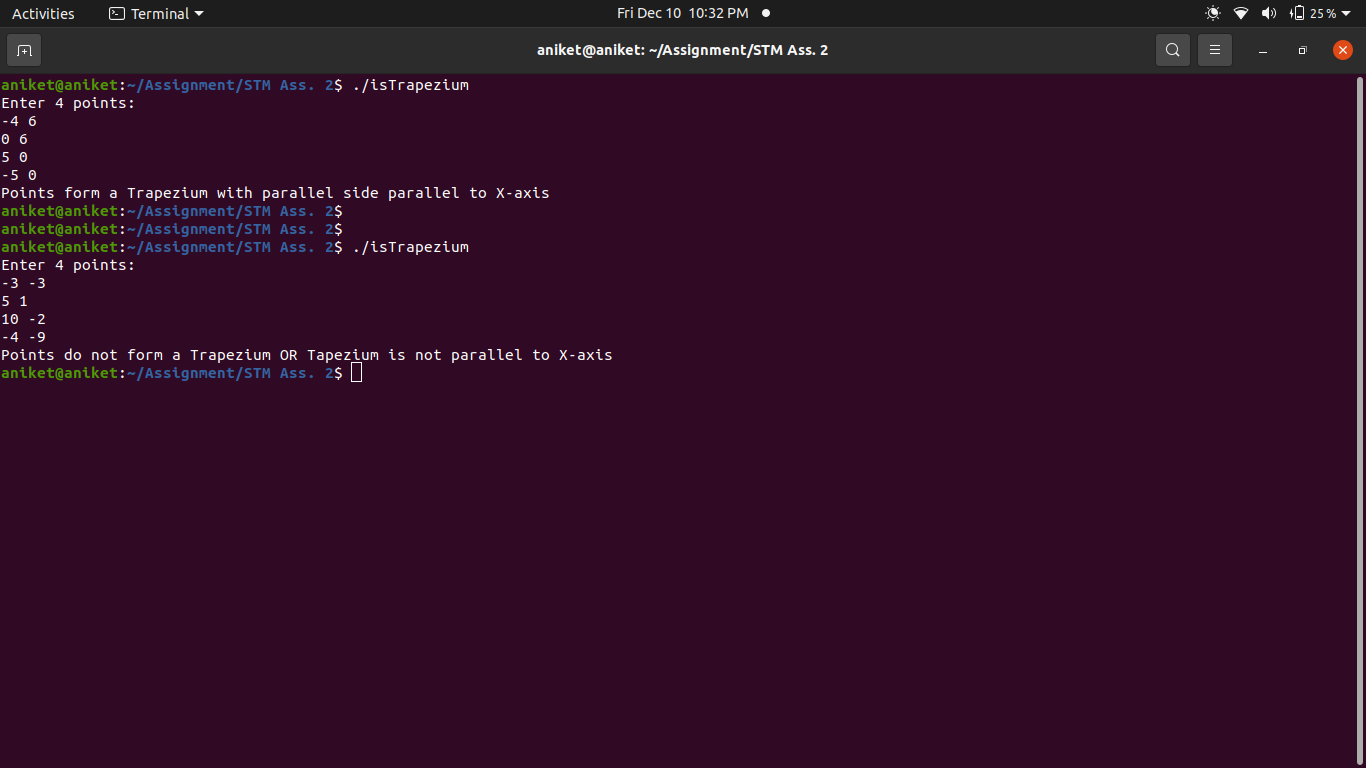 Activities Terminal Fri Dec 10 10:32 PM 25 %
aniket@aniket: ~/Assignment/STM Ass. 2
aniket@aniket:~/Assignment/STM Ass. 2$ ./isTrapezium
Enter 4 points:
-4 6
0 6
5 0
-5 0
Points form a Trapezium with parallel side parallel to X-axis
aniket@aniket:~/Assignment/STM Ass. 2$
aniket@aniket:~/Assignment/STM Ass. 2$
aniket@aniket:~/Assignment/STM Ass. 2$ ./isTrapezium
Enter 4 points:
-3 -3
5 1
10 -2
-4 -9
Points do not form a Trapezium OR Tapezium is not parallel to X-axis
aniket@aniket:~/Assignment/STM Ass. 2$